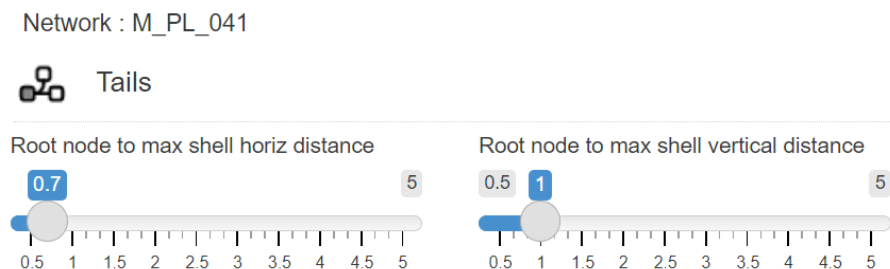 Network : M_PL_041
Tails
Root node to max shell horiz distance
0.7 5
0.5 1 1.5 2 2.5 3 3.5 4 4.5 5
Root node to max shell vertical distance
0.5 1 5
0.5 1 1.5 2 2.5 3 3.5 4 4.5 5